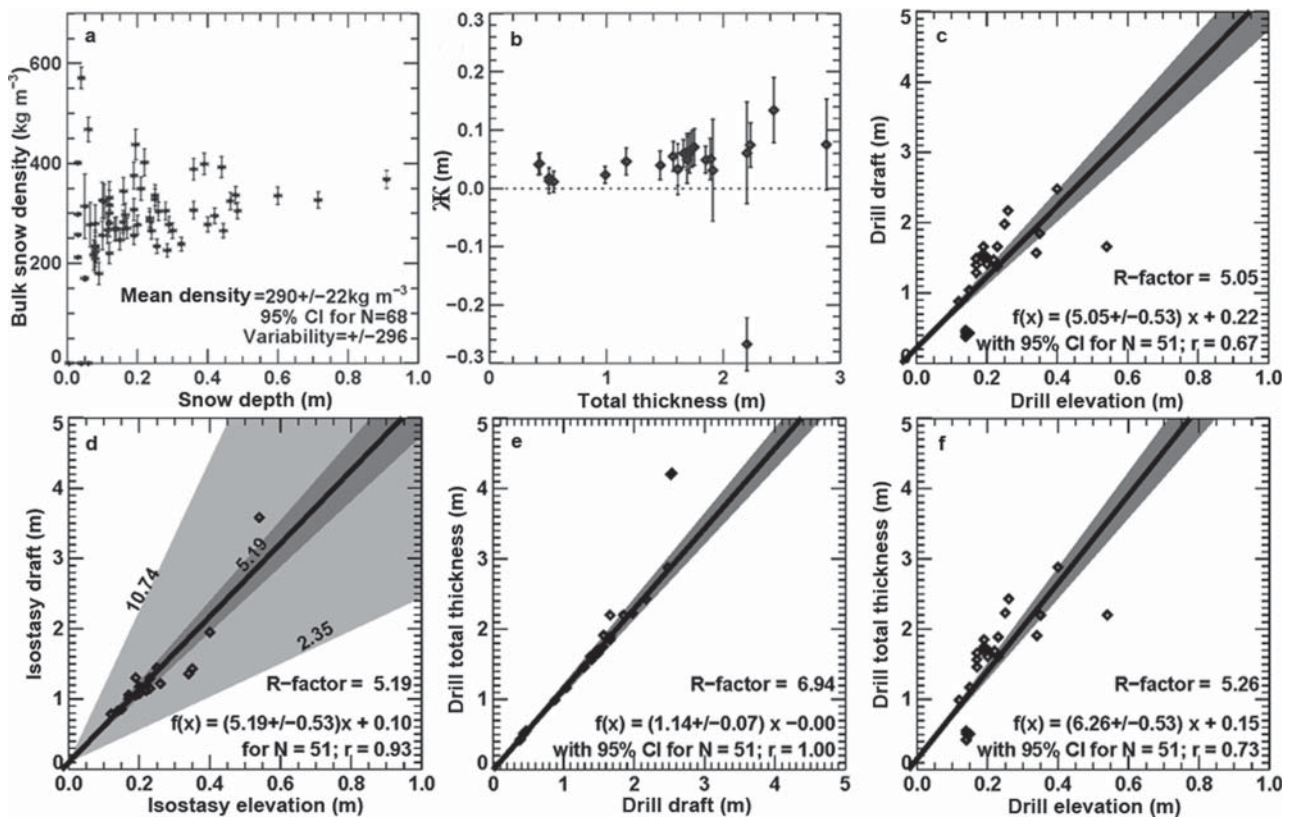 a
600
400
200
0
Bulk snow density (kg m⁻³)
Mean density=290+/−22kg m⁻³
95% CI for N=68
Variability=+/−296
0.0 0.2 0.4 0.6 0.8 1.0
Snow depth (m)
b
0.3
0.2
0.1
0.0
−0.1
−0.2
−0.3
Ж (m)
0 1 2 3
Total thickness (m)
c
5
4
3
2
1
0
Drill draft (m)
R−factor = 5.05
f(x) = (5.05+/−0.53) x + 0.22
with 95% CI for N = 51; r = 0.67
0.0 0.2 0.4 0.6 0.8 1.0
Drill elevation (m)
d
5
4
3
2
1
0
Isostasy draft (m)
10.74
5.19
2.35
R−factor = 5.19
f(x) = (5.19+/−0.53)x + 0.10
for N = 51; r = 0.93
0.0 0.2 0.4 0.6 0.8 1.0
Isostasy elevation (m)
e
5
4
3
2
1
0
Drill total thickness (m)
R−factor = 6.94
f(x) = (1.14+/−0.07) x −0.00
with 95% CI for N = 51; r = 1.00
0 1 2 3 4 5
Drill draft (m)
f
5
4
3
2
1
0
Drill total thickness (m)
R−factor = 5.26
f(x) = (6.26+/−0.53) x + 0.15
with 95% CI for N = 51; r = 0.73
0.0 0.2 0.4 0.6 0.8 1.0
Drill elevation (m)